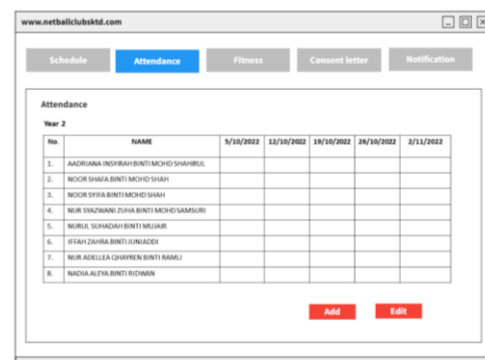 www.netballclubsktd.com
Schedule Attendance Fitness Consent letter Notification
Attendance
Year 2
No. NAME 5/10/2022 12/10/2022 19/10/2022 26/10/2022 2/11/2022
1. AADRIANA INSYIRAH BINTI MOHD SHAHRUL
2. NOOR SHAFA BINTI MOHD SHAH
3. NOOR SYIFA BINTI MOHD SHAH
4. NUR SYAZWANI ZUHA BINTI MOHD SAMSURI
5. NURUL SUHADAH BINTI MUJAIR
6. IFFAH ZAHRA BINTI JUNIADDI
7. NUR ADELLEA QHAYREN BINTI RAMLI
8. NADIA ALEYA BINTI RIDWAN
Add Edit